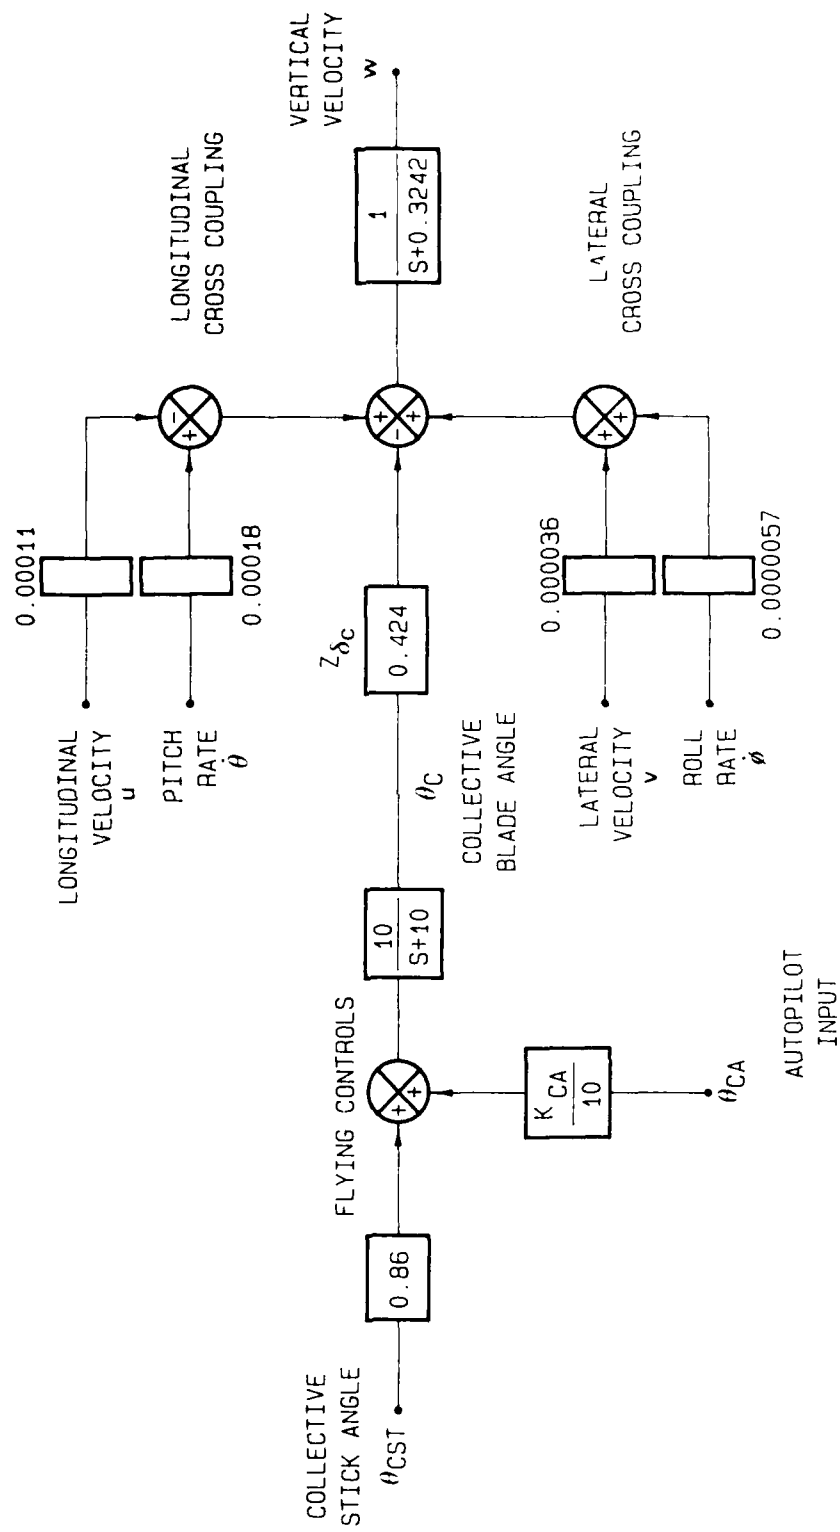 LONGITUDINAL
VELOCITY
u
0.00011
PITCH
RATE
θ̇
0.00018
LONGITUDINAL
CROSS COUPLING
-
+
COLLECTIVE
STICK ANGLE
θCST
0.86
FLYING CONTROLS
+
+
10
S+10
θC
COLLECTIVE
BLADE ANGLE
ZδC
0.424
+
-
+
1
S+0.3242
VERTICAL
VELOCITY
w
KCA
10
θCA
AUTOPILOT
INPUT
LATERAL
VELOCITY
v
0.000036
ROLL
RATE
φ̇
0.0000057
+
+
LATERAL
CROSS COUPLING